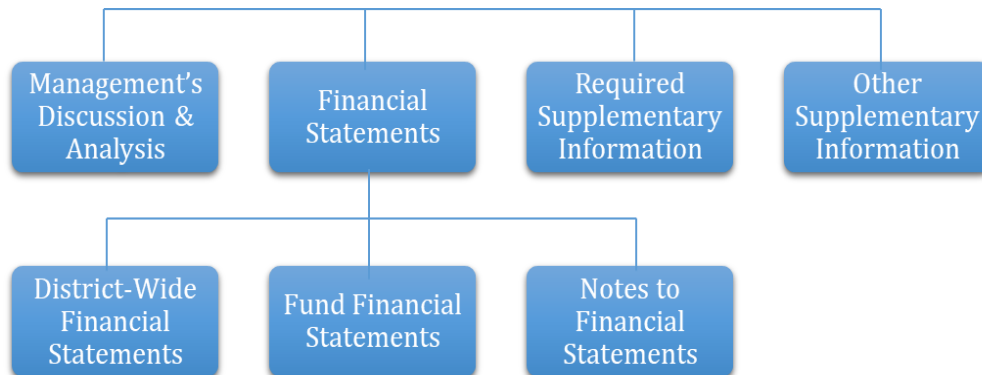 Management's
Discussion &
Analysis
Financial
Statements
Required
Supplementary
Information
Other
Supplementary
Information
District-Wide
Financial
Statements
Fund Financial
Statements
Notes to
Financial
Statements